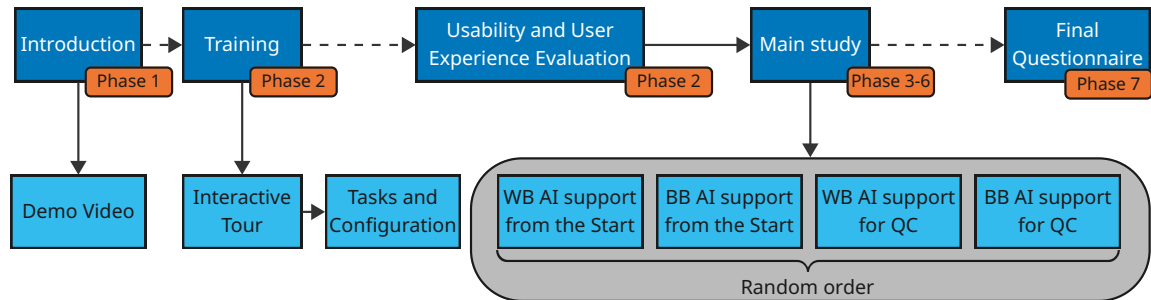 Introduction
Phase 1
Training
Phase 2
Usability and User
Experience Evaluation
Phase 2
Main study
Phase 3-6
Final
Questionnaire
Phase 7
Demo Video
Interactive
Tour
Tasks and
Configuration
WB AI support
from the Start
BB AI support
from the Start
WB AI support
for QC
BB AI support
for QC
Random order